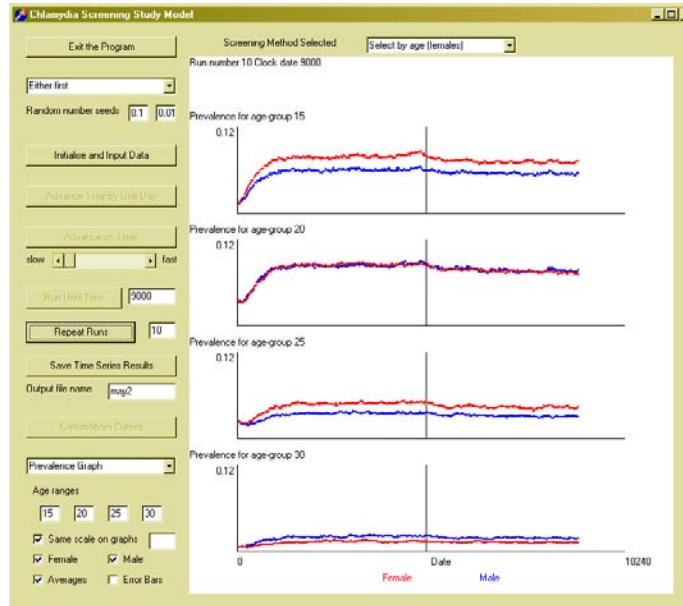 Chlamydia Screening Study Model
Exit the Program
Screening Method Selected
Select by age (females)
Run number 10 Clock date 9000
Either first
Random number seeds 0.1 0.01
Prevalence for age-group 15
0.12
Initialise and Input Data
Advance Time By One Day
Advance on Timer
slow fast
Prevalence for age-group 20
0.12
Run Until Time 9000
Repeat Runs 10
Save Time Series Results
Output file name may2
Prevalence for age-group 25
0.12
Kaplan Meier Curves
Prevalence Graph
Prevalence for age-group 30
0.12
Age ranges
15 20 25 30
Same scale on graphs
Female Male
Averages Error Bars
0 Date 10240
Female Male